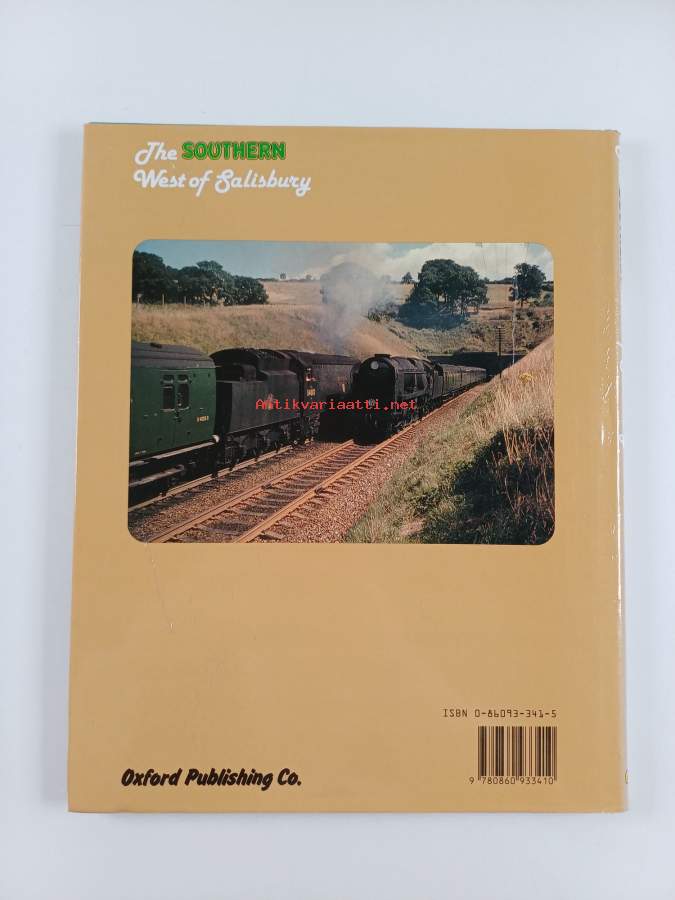 The SOUTHERN
West of Salisbury
Antikvariaatti.net
ISBN 0-86093-341-5
9 780860 933410
Oxford Publishing Co.